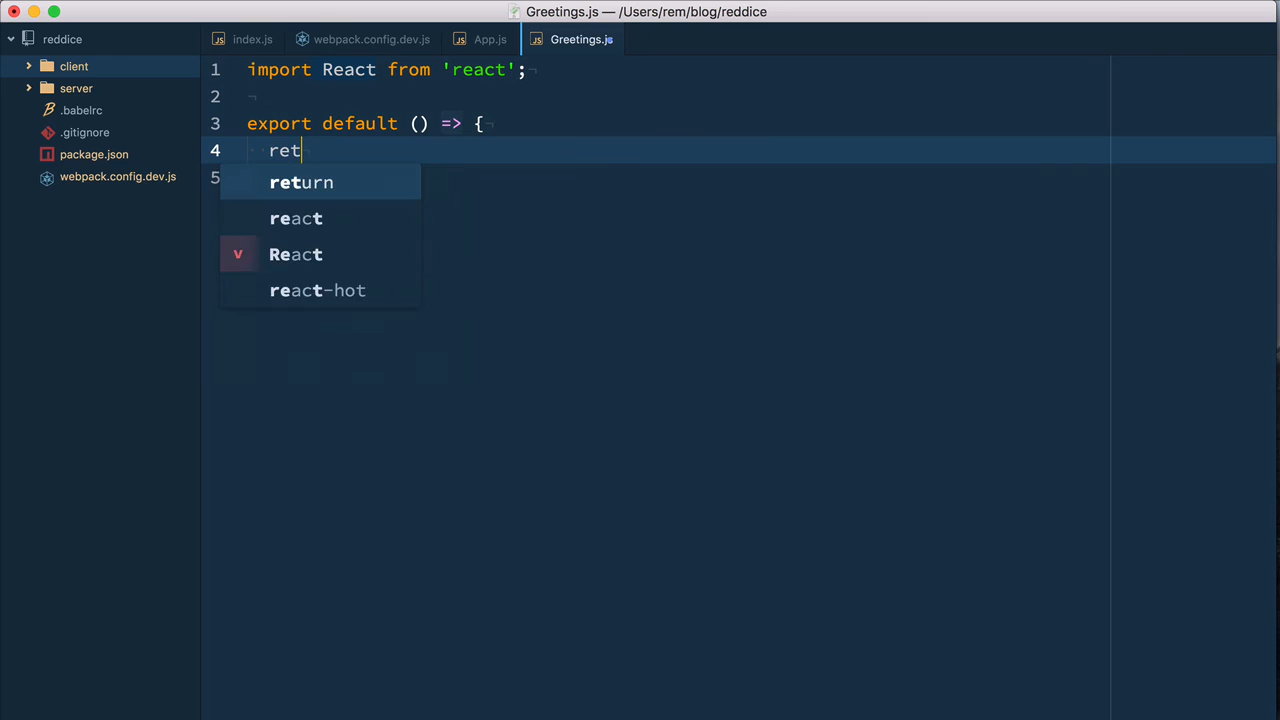 Greetings.js — /Users/rem/blog/reddice
reddice
client
server
.babelrc
.gitignore
package.json
webpack.config.dev.js
index.js
webpack.config.dev.js
App.js
Greetings.js
1 import React from 'react';
2
3 export default () => {
4 ret
5
return
react
v React
react-hot